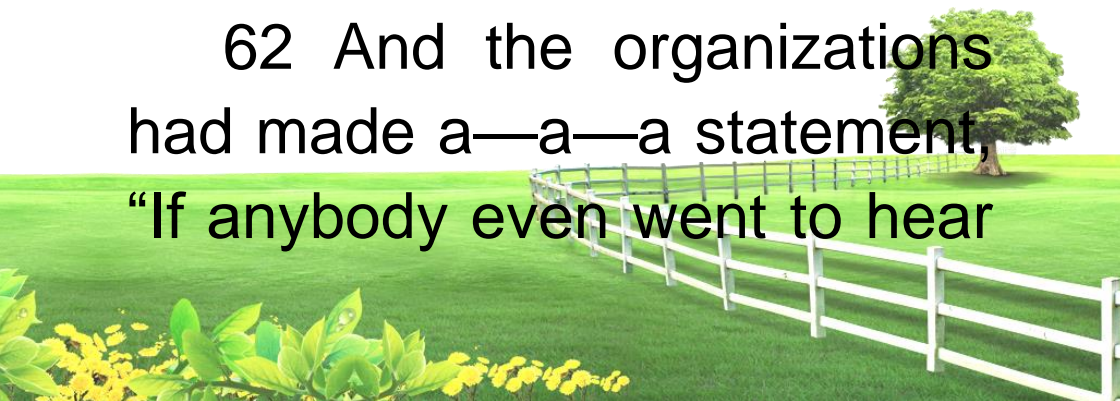 62 And the organizations
had made a—a—a statement,
“If anybody even went to hear